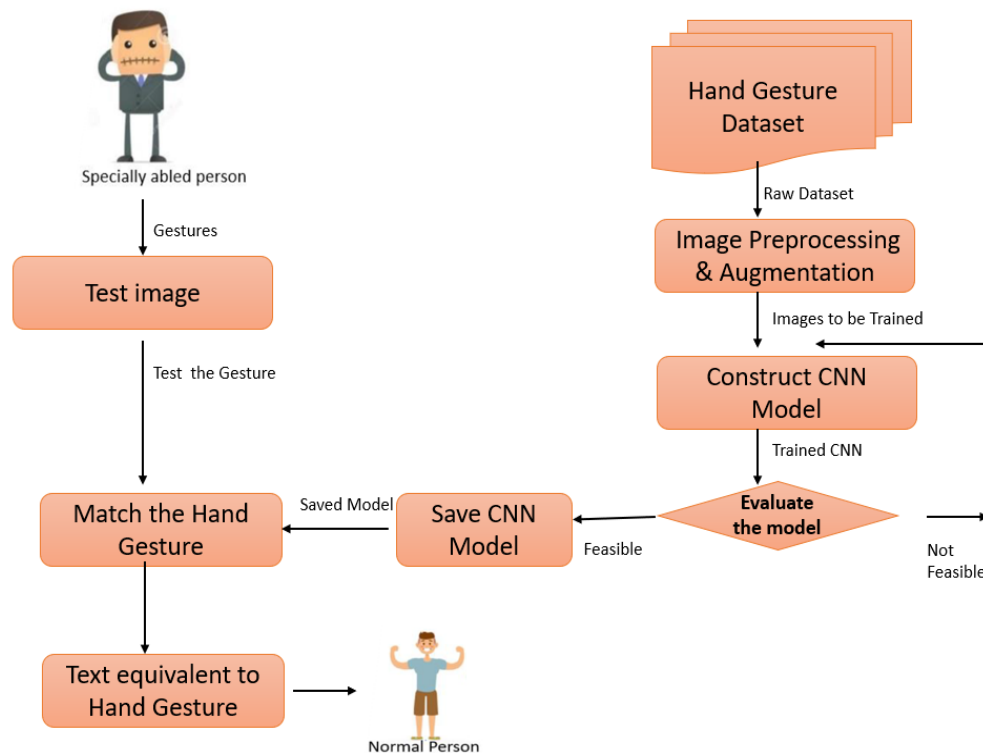 Specially abled person
Gestures
Test image
Test the Gesture
Match the Hand
Gesture
Text equivalent to
Hand Gesture
Normal Person
Hand Gesture
Dataset
Raw Dataset
Image Preprocessing
& Augmentation
Images to be Trained
Construct CNN
Model
Trained CNN
Evaluate
the model
Not
Feasible
Feasible
Save CNN
Model
Saved Model